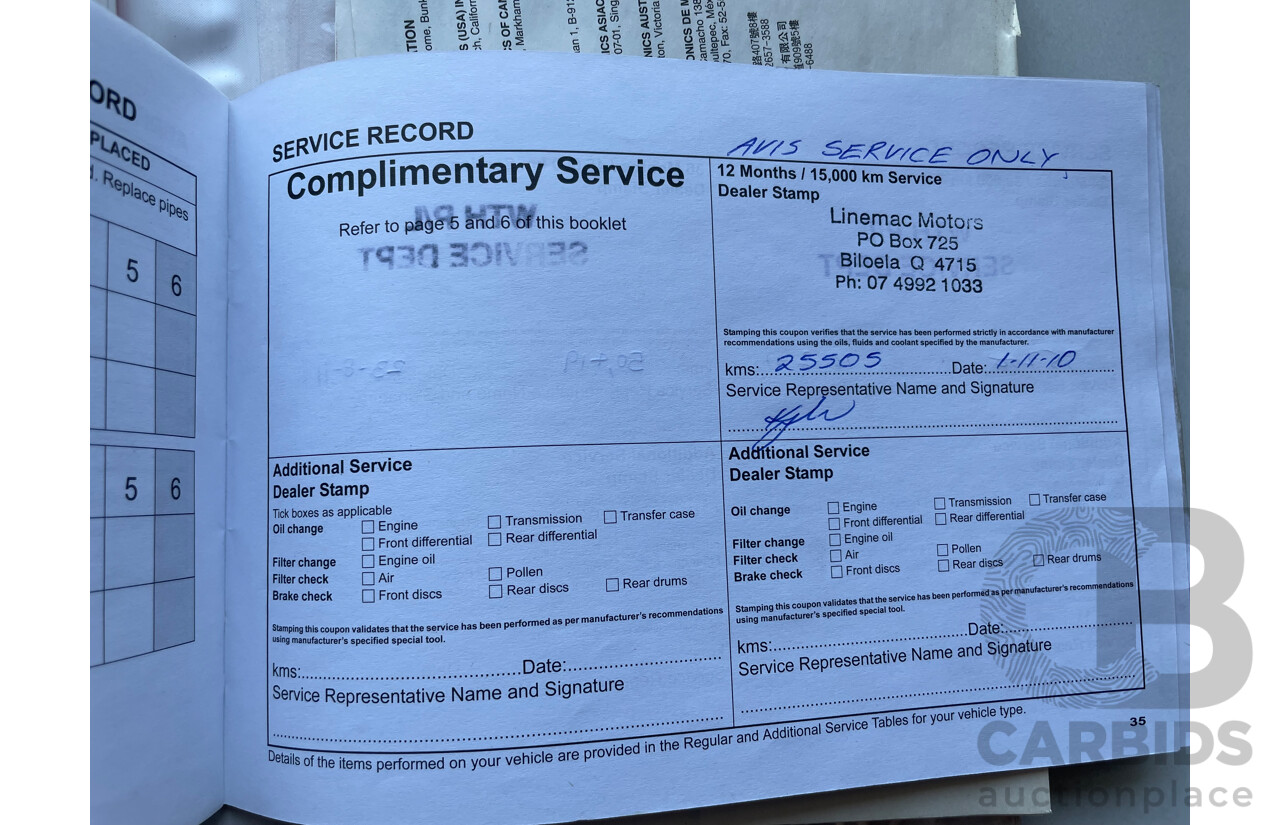 ORD
PLACED
d. Replace pipes
5 6
5 6
SERVICE RECORD
AVIS SERVICE ONLY
Complimentary Service
Refer to page 5 and 6 of this booklet
12 Months / 15,000 km Service
Dealer Stamp
Linemac Motors
PO Box 725
Biloela Q 4715
Ph: 07 4992 1033
Stamping this coupon verifies that the service has been performed strictly in accordance with manufacturer
recommendations using the oils, fluids and coolant specified by the manufacturer.
kms:...25505...Date:..1-11-10...
Service Representative Name and Signature
Additional Service
Dealer Stamp
Tick boxes as applicable
Oil change Engine Transmission Transfer case
Front differential Rear differential
Filter change Engine oil
Filter check Air Pollen
Brake check Front discs Rear discs Rear drums
Stamping this coupon validates that the service has been performed as per manufacturer's recommendations
using manufacturer's specified special tool.
kms:...Date:...
Service Representative Name and Signature
Additional Service
Dealer Stamp
Oil change Engine Transmission Transfer case
Front differential Rear differential
Filter change Engine oil
Filter check Air Pollen
Brake check Front discs Rear discs Rear drums
Stamping this coupon validates that the service has been performed as per manufacturer's recommendations
using manufacturer's specified special tool.
kms:...Date:...
Service Representative Name and Signature
Details of the items performed on your vehicle are provided in the Regular and Additional Service Tables for your vehicle type.
35
CARBIDS
auctionplace